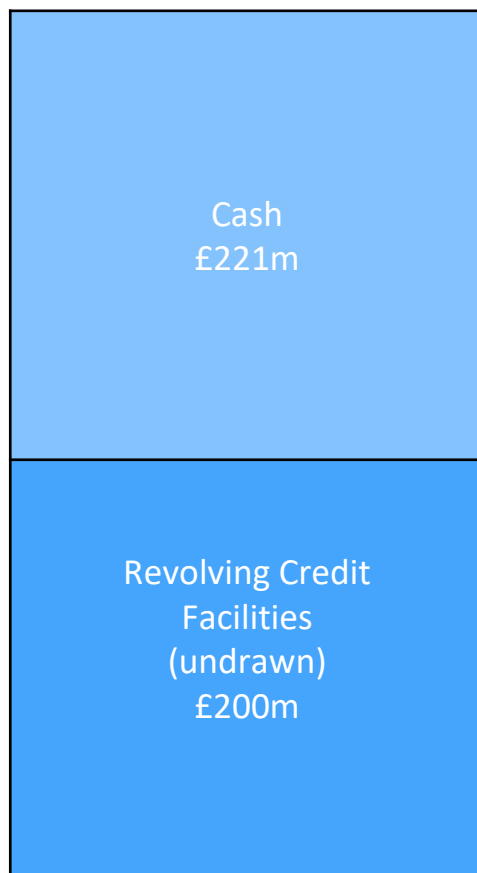 Cash
£221m
Revolving Credit
Facilities
(undrawn)
£200m